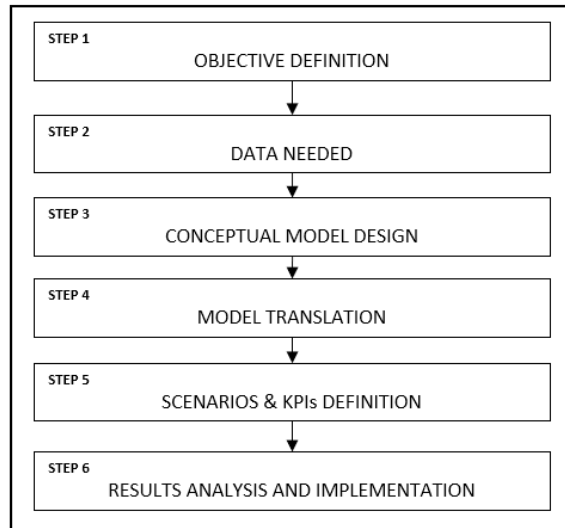 STEP 1
OBJECTIVE DEFINITION
STEP 2
DATA NEEDED
STEP 3
CONCEPTUAL MODEL DESIGN
STEP 4
MODEL TRANSLATION
STEP 5
SCENARIOS & KPIs DEFINITION
STEP 6
RESULTS ANALYSIS AND IMPLEMENTATION